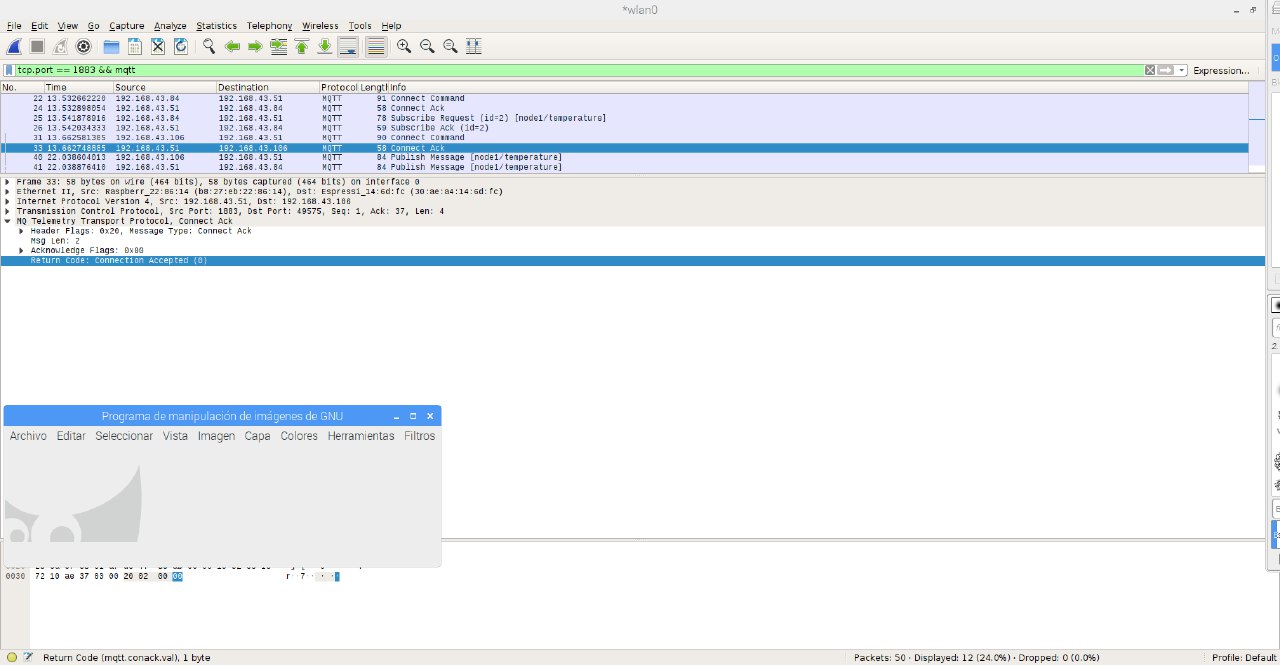 *wlan0
File Edit View Go Capture Analyze Statistics Telephony Wireless Tools Help
tcp.port == 1883 && mqtt Expression...
No. Time Source Destination Protocol Length Info
22 13.532662220 192.168.43.84 192.168.43.51 MQTT 91 Connect Command
24 13.532898054 192.168.43.51 192.168.43.84 MQTT 58 Connect Ack
25 13.541878916 192.168.43.84 192.168.43.51 MQTT 78 Subscribe Request (id=2) [node1/temperature]
26 13.542034333 192.168.43.51 192.168.43.84 MQTT 59 Subscribe Ack (id=2)
31 13.662581385 192.168.43.106 192.168.43.51 MQTT 90 Connect Command
33 13.662748885 192.168.43.51 192.168.43.106 MQTT 58 Connect Ack
40 22.038604013 192.168.43.106 192.168.43.51 MQTT 84 Publish Message [node1/temperature]
41 22.038876410 192.168.43.51 192.168.43.84 MQTT 84 Publish Message [node1/temperature]
Frame 33: 58 bytes on wire (464 bits), 58 bytes captured (464 bits) on interface 0
Ethernet II, Src: Raspberr_22:86:14 (b8:27:eb:22:86:14), Dst: Espressi_14:6d:fc (30:ae:a4:14:6d:fc)
Internet Protocol Version 4, Src: 192.168.43.51, Dst: 192.168.43.106
Transmission Control Protocol, Src Port: 1883, Dst Port: 49575, Seq: 1, Ack: 37, Len: 4
MQ Telemetry Transport Protocol, Connect Ack
Header Flags: 0x20, Message Type: Connect Ack
Msg Len: 2
Acknowledge Flags: 0x00
Return Code: Connection Accepted (0)
Programa de manipulación de imágenes de GNU
Archivo Editar Seleccionar Vista Imagen Capa Colores Herramientas Filtros
0030 72 10 ae 37 00 00 20 02 00 00 r··7·· ···
Return Code (mqtt.conack.val), 1 byte Packets: 50 · Displayed: 12 (24.0%) · Dropped: 0 (0.0%) Profile: Default